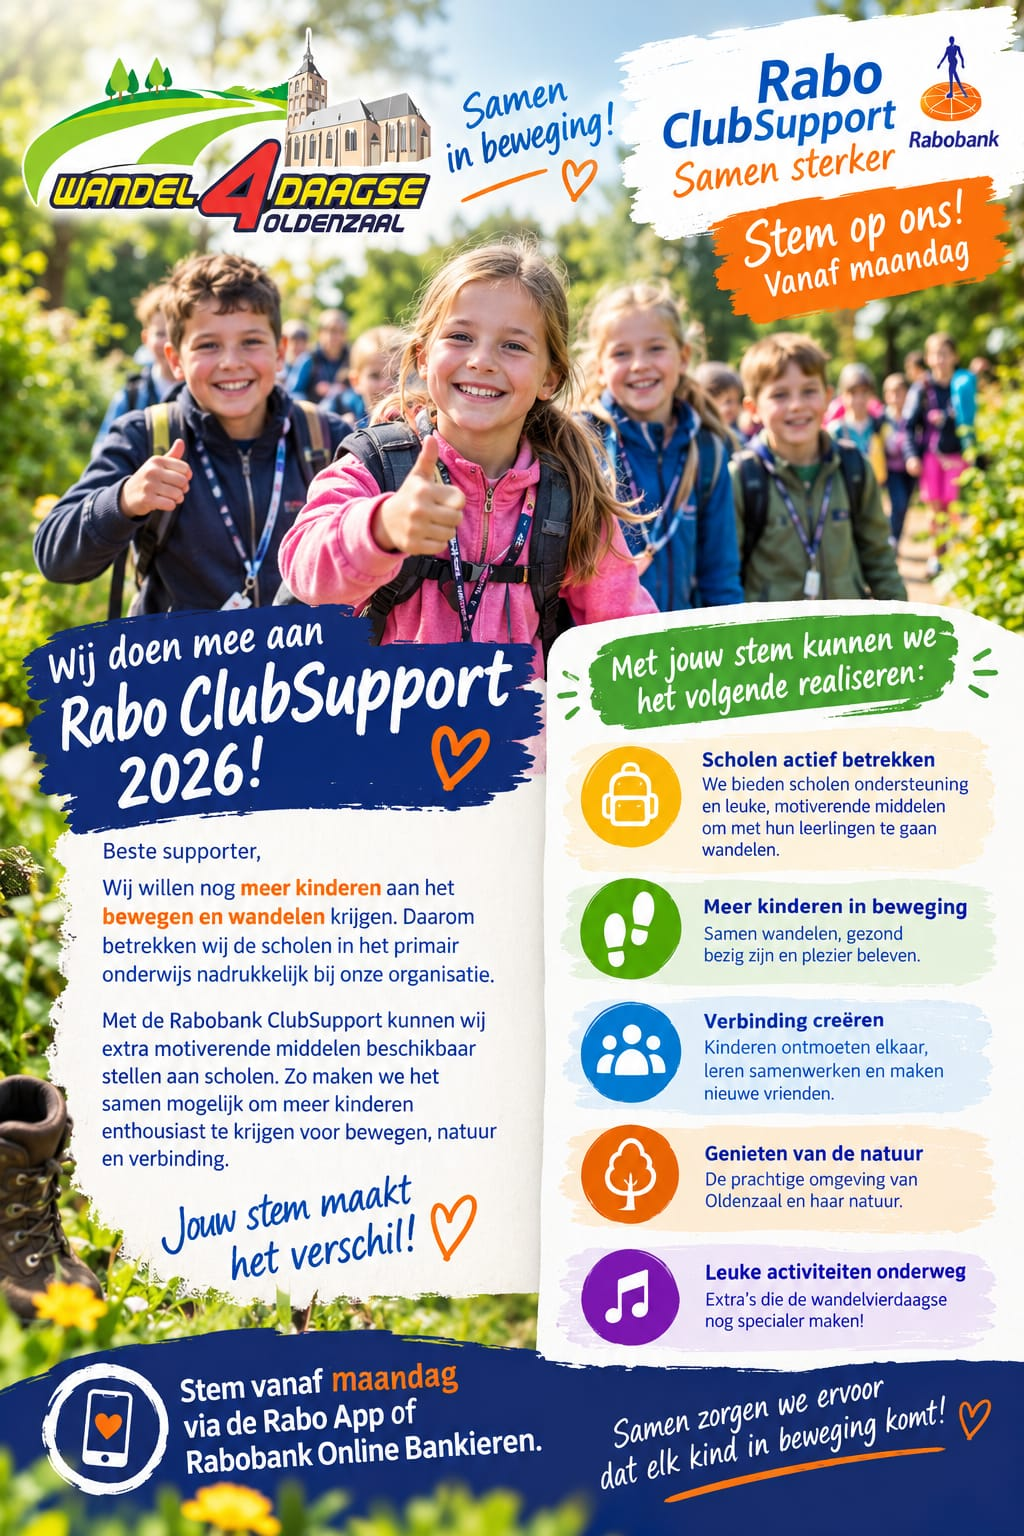 WANDEL 4 DAAGSE
OLDENZAAL
Samen
in beweging!
Rabo
ClubSupport
Samen sterker
Rabobank
Stem op ons!
Vanaf maandag
Wij doen mee aan
Rabo ClubSupport
2026!
Beste supporter,
Wij willen nog meer kinderen aan het
bewegen en wandelen krijgen. Daarom
betrekken wij de scholen in het primair
onderwijs nadrukkelijk bij onze organisatie.
Met de Rabobank ClubSupport kunnen wij
extra motiverende middelen beschikbaar
stellen aan scholen. Zo maken we het
samen mogelijk om meer kinderen
enthousiast te krijgen voor bewegen, natuur
en verbinding.
Jouw stem maakt
het verschil!
Met jouw stem kunnen we
het volgende realiseren:
Scholen actief betrekken
We bieden scholen ondersteuning
en leuke, motiverende middelen
om met hun leerlingen te gaan
wandelen.
Meer kinderen in beweging
Samen wandelen, gezond
bezig zijn en plezier beleven.
Verbinding creëren
Kinderen ontmoeten elkaar,
leren samenwerken en maken
nieuwe vrienden.
Genieten van de natuur
De prachtige omgeving van
Oldenzaal en haar natuur.
Leuke activiteiten onderweg
Extra's die de wandelvierdaagse
nog specialer maken!
Stem vanaf maandag
via de Rabo App of
Rabobank Online Bankieren.
Samen zorgen we ervoor
dat elk kind in beweging komt!